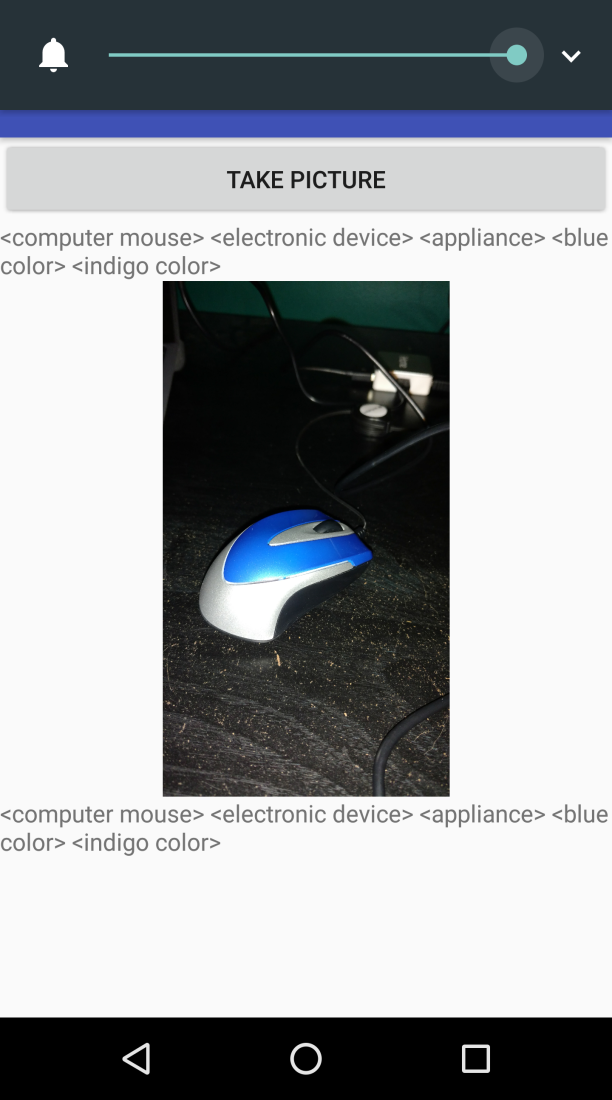 TAKE PICTURE
<computer mouse> <electronic device> <appliance> <blue
color> <indigo color>
<computer mouse> <electronic device> <appliance> <blue
color> <indigo color>